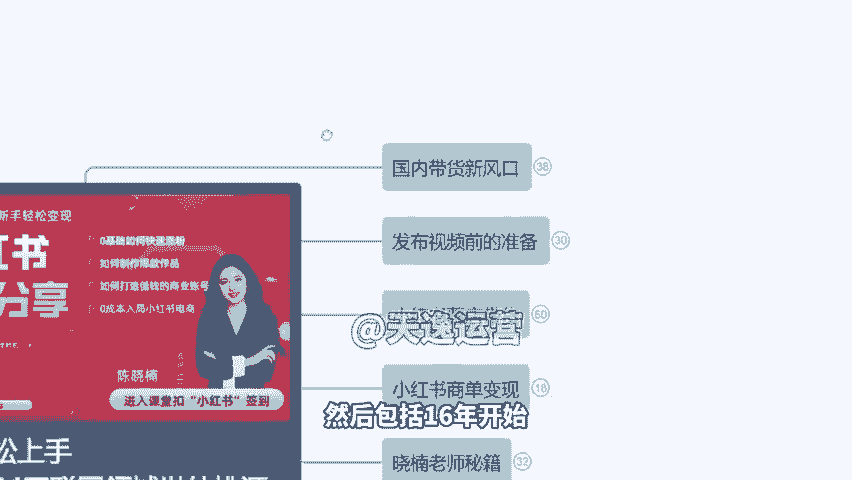 新手轻松变现
红书
分享
0基础如何快速涨粉
如何制作爆款作品
如何打造值钱的商业账号
0成本入局小红书电商
陈晓楠
进入课堂扣“小红书”签到
松上手
国内带货新风口
38
发布视频前的准备
30
60
@天逸运营
小红书商单变现
18
然后包括16年开始
晓楠老师秘籍
32